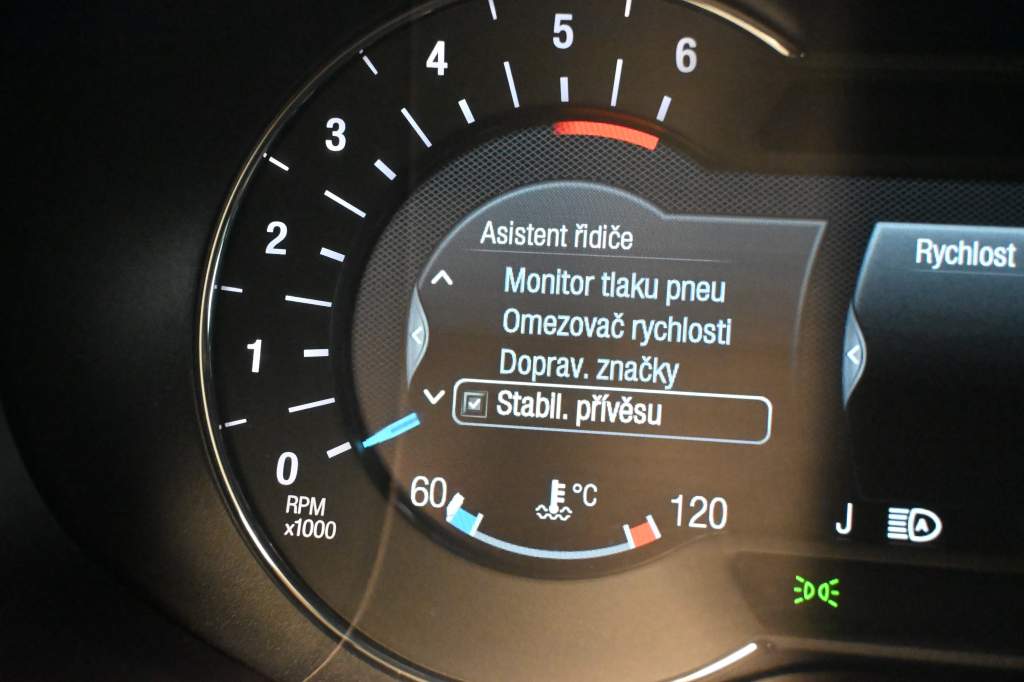 6
5
4
3
2
1
0
RPM
x1000
Asistent řidiče
Monitor tlaku pneu
Omezovač rychlosti
Doprav. značky
Stabil. přívěsu
60
°C
120
Rychlost
J
A